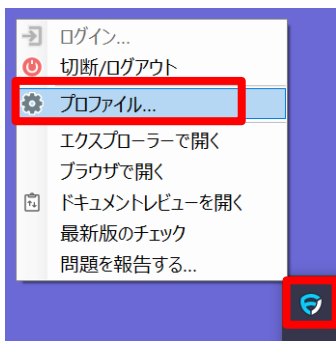 ログイン...
切断/ログアウト
プロファイル...
エクスプローラーで開く
ブラウザで開く
ドキュメントレビューを開く
最新版のチェック
問題を報告する...